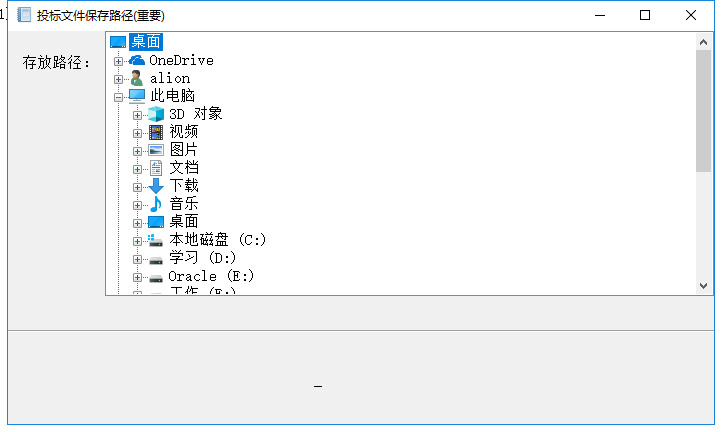 投标文件保存路径(重要)
存放路径:
桌面
OneDrive
alion
此电脑
3D 对象
视频
图片
文档
下载
音乐
桌面
本地磁盘 (C:)
学习 (D:)
Oracle (E:)
工作 (F:)